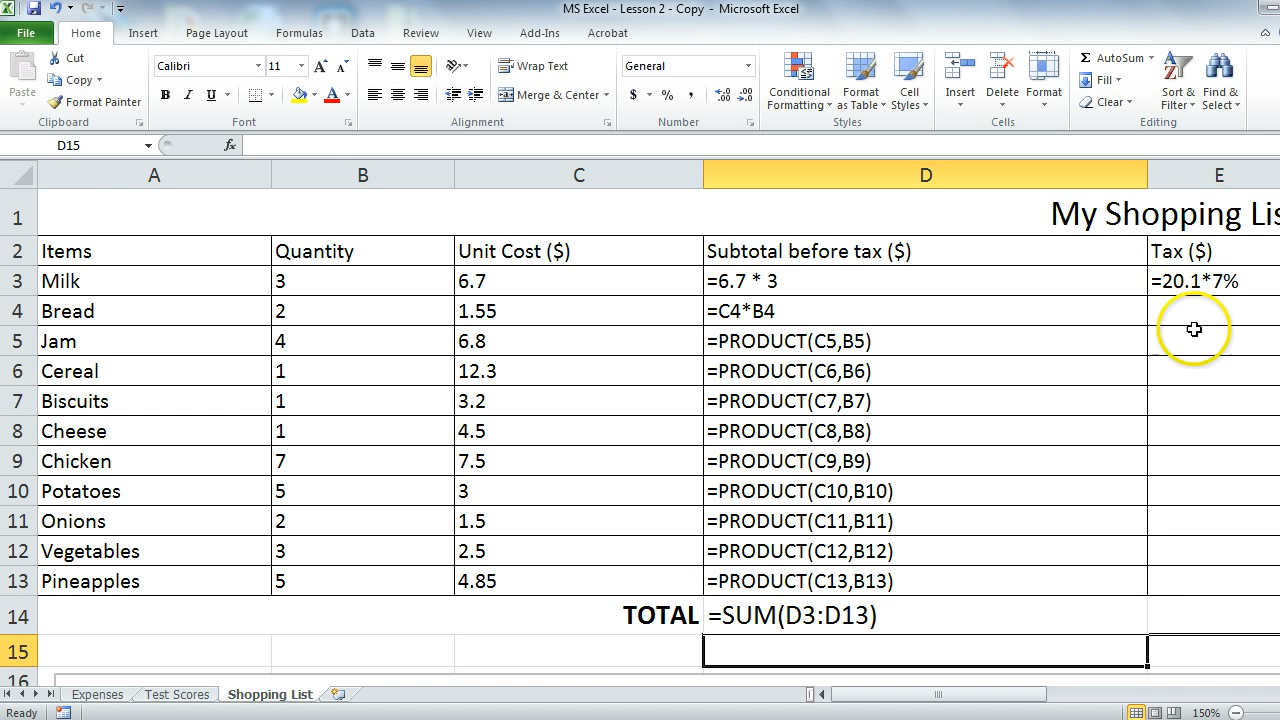 MS Excel - Lesson 2 - Copy - Microsoft Excel
File Home Insert Page Layout Formulas Data Review View Add-Ins Acrobat
Paste Cut Copy Format Painter
Clipboard
Calibri 11
B I U A
Font
Wrap Text
Merge & Center
Alignment
General
$ % ,
Number
Conditional Formatting Format as Table Cell Styles
Styles
Insert Delete Format
Cells
Σ AutoSum Fill Clear Sort & Filter Find & Select
Editing
D15 fx
A B C D E
1 My Shopping Lis
2 Items Quantity Unit Cost ($) Subtotal before tax ($) Tax ($)
3 Milk 3 6.7 =6.7 * 3 =20.1*7%
4 Bread 2 1.55 =C4*B4
5 Jam 4 6.8 =PRODUCT(C5,B5)
6 Cereal 1 12.3 =PRODUCT(C6,B6)
7 Biscuits 1 3.2 =PRODUCT(C7,B7)
8 Cheese 1 4.5 =PRODUCT(C8,B8)
9 Chicken 7 7.5 =PRODUCT(C9,B9)
10 Potatoes 5 3 =PRODUCT(C10,B10)
11 Onions 2 1.5 =PRODUCT(C11,B11)
12 Vegetables 3 2.5 =PRODUCT(C12,B12)
13 Pineapples 5 4.85 =PRODUCT(C13,B13)
14 TOTAL =SUM(D3:D13)
15
16
Expenses Test Scores Shopping List
Ready 150%